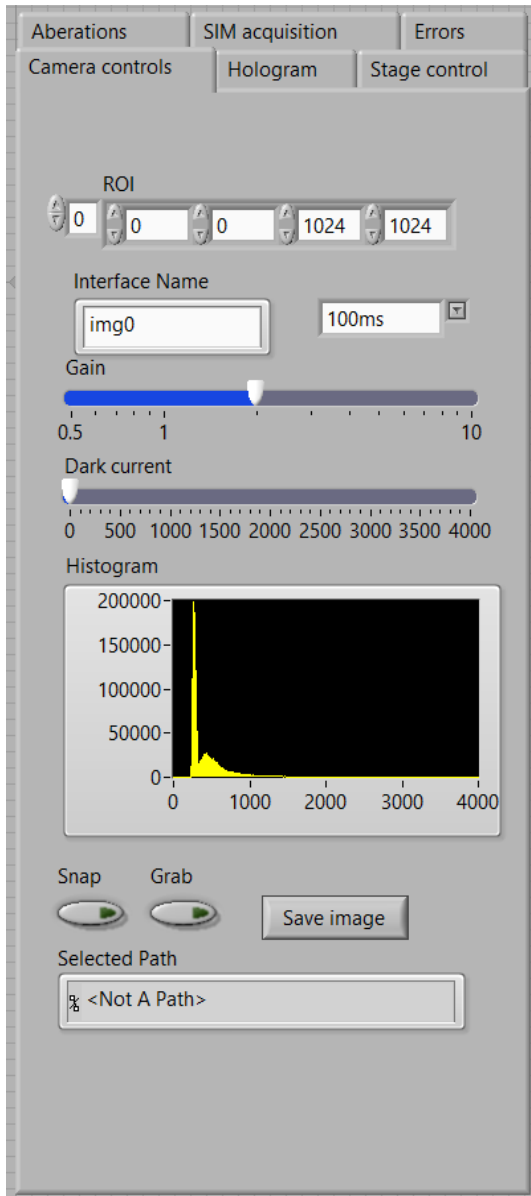 Aberations SIM acquisition Errors
Camera controls Hologram Stage control
ROI
0 0 0 1024 1024
Interface Name
img0 100ms
Gain
0.5 1 10
Dark current
0 500 1000 1500 2000 2500 3000 3500 4000
Histogram
200000
150000
100000
50000
0
0 1000 2000 3000 4000
Snap Grab
Save image
Selected Path
<Not A Path>